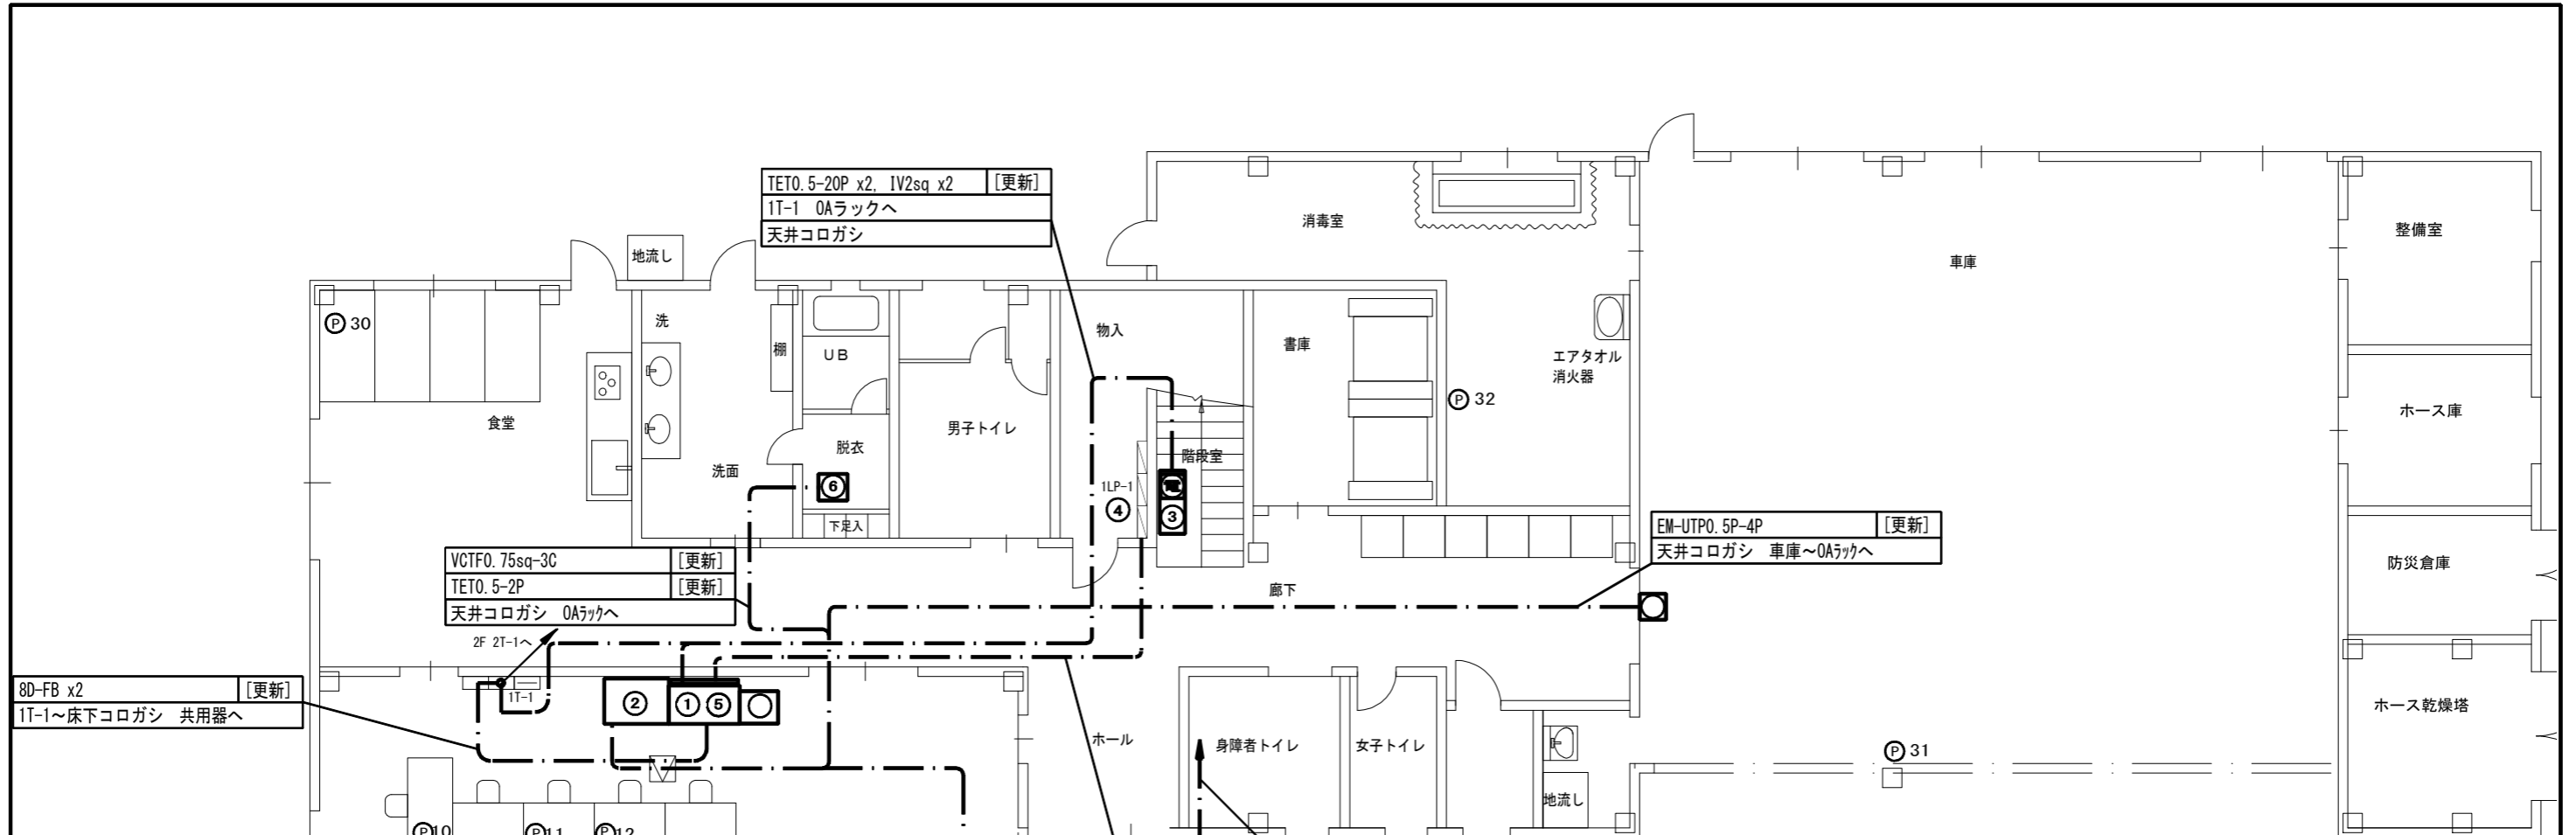 TET0.5-20P x2, IV2sq x2 [更新]
1T-1 OAラックへ
天井コロガシ
消毒室
整備室
地流し
車庫
Ⓟ 30
洗
棚
UB
物入
書庫
エアタオル
消火器
Ⓟ 32
ホース庫
食堂
男子トイレ
脱衣
洗面
階段室
⑥
1LP-1
④
電
③
下足入
EM-UTP0.5P-4P [更新]
天井コロガシ 車庫～OAラックへ
VCTF0.75sq-3C [更新]
TET0.5-2P [更新]
天井コロガシ OAラックへ
防災倉庫
廊下
2F 2T-1へ
8D-FB x2 [更新]
1T-1～床下コロガシ 共用器へ
1T-1
② ① ⑤
ホース乾燥塔
ホール
身障者トイレ
女子トイレ
Ⓟ 31
地流し
Ⓟ10
Ⓟ11
Ⓟ12